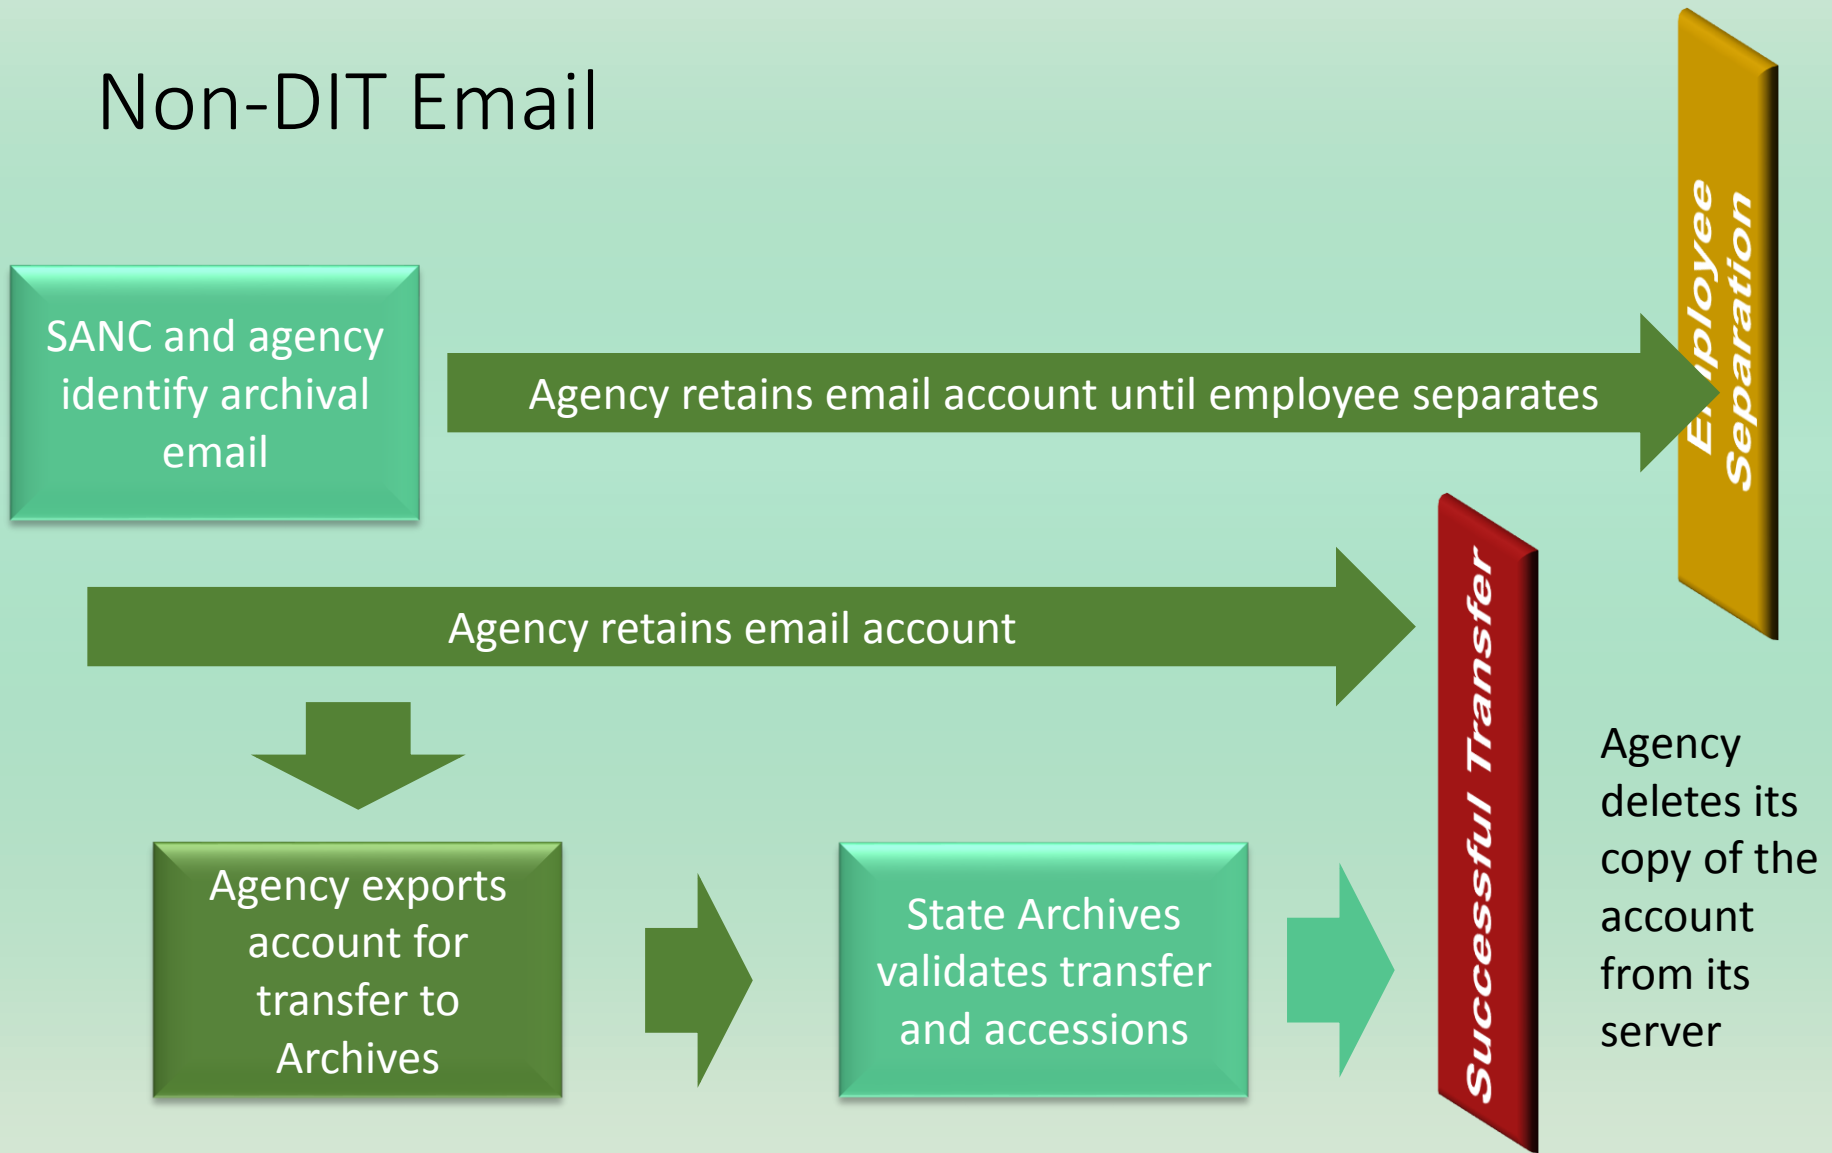 Non-DIT Email
SANC and agency
identify archival
email
Agency retains email account until employee separates
Employee
Separation
Agency retains email account
Agency exports
account for
transfer to
Archives
State Archives
validates transfer
and accessions
Successful Transfer
Agency
deletes its
copy of the
account
from its
server